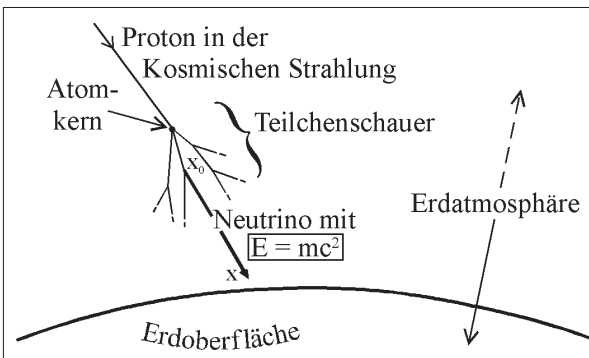 Proton in der
Kosmischen Strahlung
Atom-
kern
Teilchenschauer
x₀
Erdatmosphäre
Neutrino mit
E = mc²
x
Erdoberfläche